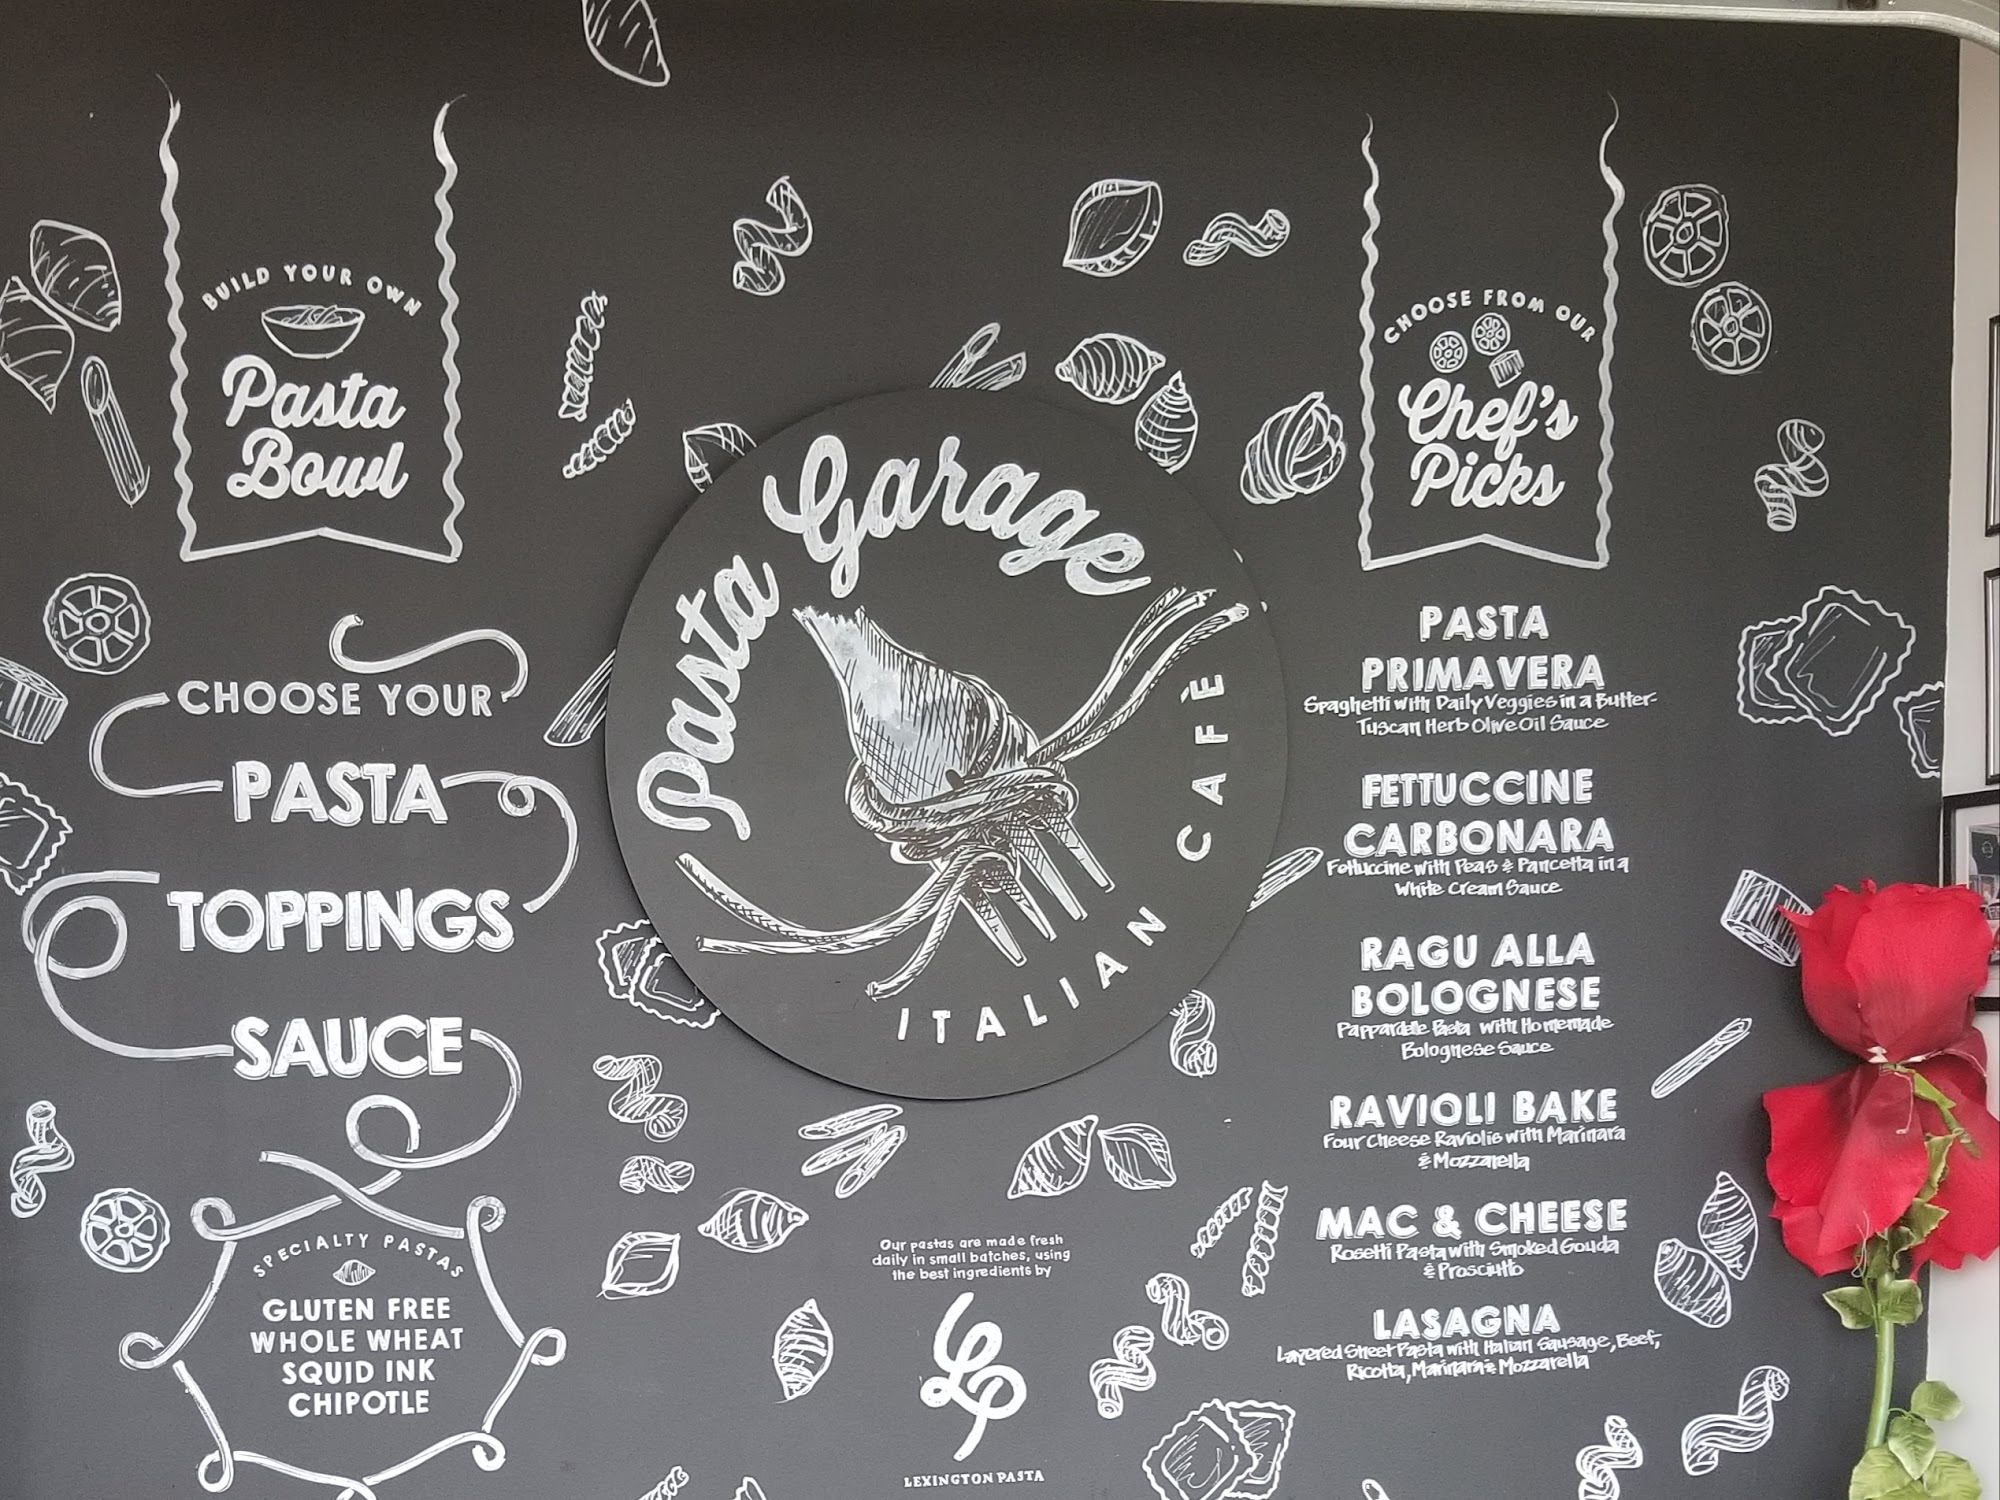 BUILD YOUR OWN
Pasta
Bowl
CHOOSE YOUR
PASTA
TOPPINGS
SAUCE
SPECIALTY PASTAS
GLUTEN FREE
WHOLE WHEAT
SQUID INK
CHIPOTLE
Pasta Garage
ITALIAN CAFÈ
Our pastas are made fresh
daily in small batches, using
the best ingredients by
LP
LEXINGTON PASTA
CHOOSE FROM OUR
Chef's
Picks
PASTA
PRIMAVERA
Spaghetti with Daily Veggies in a Butter-
Tuscan Herb Olive Oil Sauce
FETTUCCINE
CARBONARA
Fettuccine with Peas & Pancetta in a
White Cream Sauce
RAGU ALLA
BOLOGNESE
Pappardelle Pasta with Homemade
Bolognese Sauce
RAVIOLI BAKE
Four Cheese Raviolis with Marinara
& Mozzarella
MAC & CHEESE
Rosetti Pasta with Smoked Gouda
& Prosciutto
LASAGNA
Layered Sheet Pasta with Italian Sausage, Beef,
Ricotta, Marinara & Mozzarella